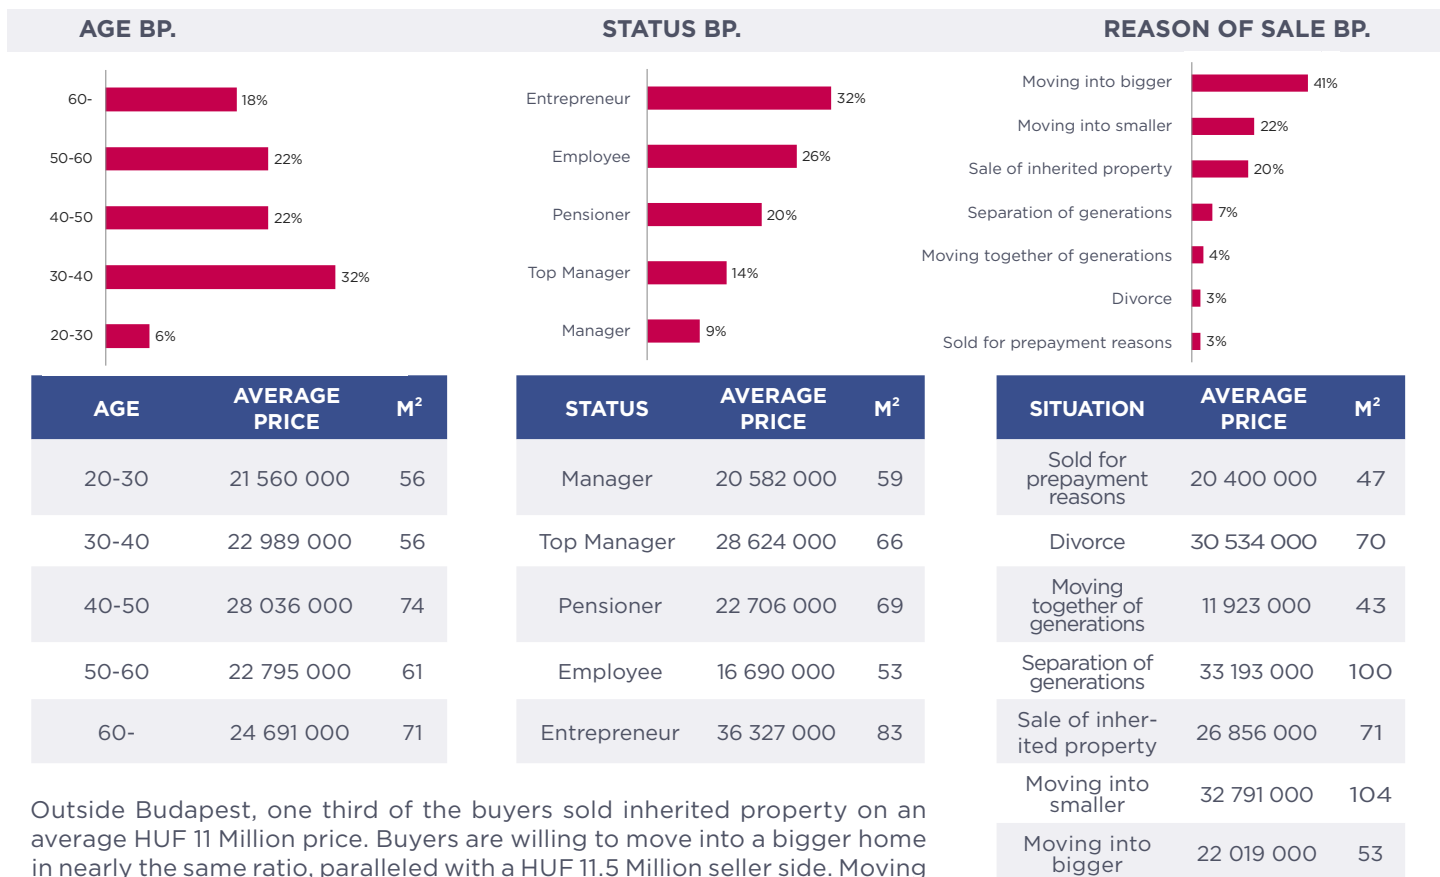 AGE BP.
60-
18%
50-60
22%
40-50
22%
30-40
32%
20-30
6%
STATUS BP.
Entrepreneur
32%
Employee
26%
Pensioner
20%
Top Manager
14%
Manager
9%
REASON OF SALE BP.
Moving into bigger
41%
Moving into smaller
22%
Sale of inherited property
20%
Separation of generations
7%
Moving together of generations
4%
Divorce
3%
Sold for prepayment reasons
3%
AGE AVERAGE PRICE M²
20-30 21 560 000 56
30-40 22 989 000 56
40-50 28 036 000 74
50-60 22 795 000 61
60- 24 691 000 71
STATUS AVERAGE PRICE M²
Manager 20 582 000 59
Top Manager 28 624 000 66
Pensioner 22 706 000 69
Employee 16 690 000 53
Entrepreneur 36 327 000 83
SITUATION AVERAGE PRICE M²
Sold for
prepayment 20 400 000 47
reasons
Divorce 30 534 000 70
Moving
together of 11 923 000 43
generations
Separation of
generations 33 193 000 100
Sale of inher-
ited property 26 856 000 71
Moving into
smaller 32 791 000 104
Moving into
bigger 22 019 000 53
Outside Budapest, one third of the buyers sold inherited property on an
average HUF 11 Million price. Buyers are willing to move into a bigger home
in nearly the same ratio, paralleled with a HUF 11.5 Million seller side. Moving